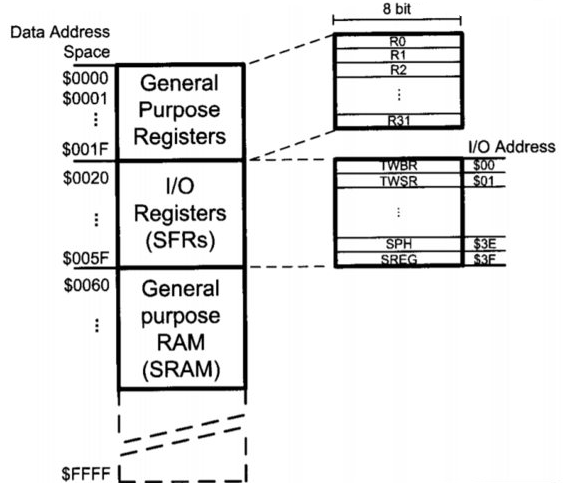 8 bit
Data Address
Space
$0000
$0001
⋮
$001F
General
Purpose
Registers
R0
R1
R2
⋮
R31
I/O Address
$0020
⋮
$005F
I/O
Registers
(SFRs)
TWBR $00
TWSR $01
⋮
SPH $3E
SREG $3F
$0060
⋮
General
purpose
RAM
(SRAM)
$FFFF